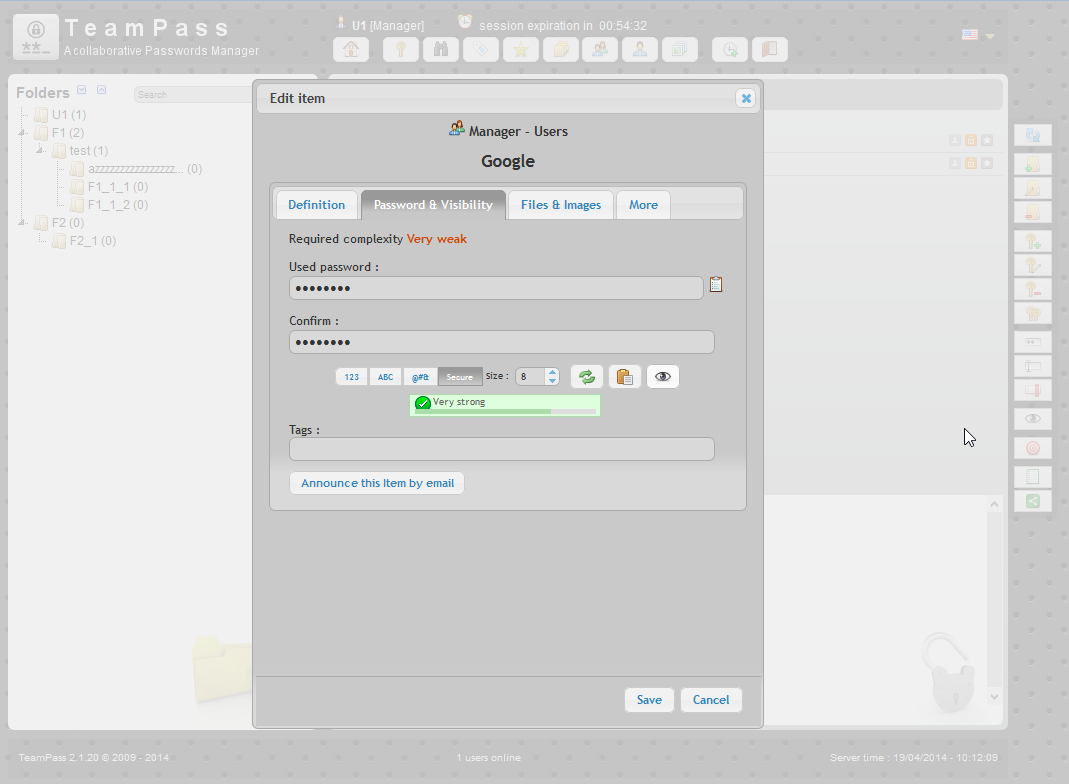 TeamPass
A collaborative Passwords Manager
U1 [Manager]
session expiration in 00:54:32
Folders
Search
U1 (1)
F1 (2)
test (1)
azzzzzzzzzzzzzzzz... (0)
F1_1_1 (0)
F1_1_2 (0)
F2 (0)
F2_1 (0)
Edit item
Manager - Users
Google
Definition
Password & Visibility
Files & Images
More
Required complexity Very weak
Used password :
••••••••
Confirm :
••••••••
123
ABC
@#&
Secure
Size :
8
Very strong
Tags :
Announce this Item by email
Save
Cancel
TeamPass 2.1.20 © 2009 - 2014
1 users online
Server time : 19/04/2014 - 10:12:09